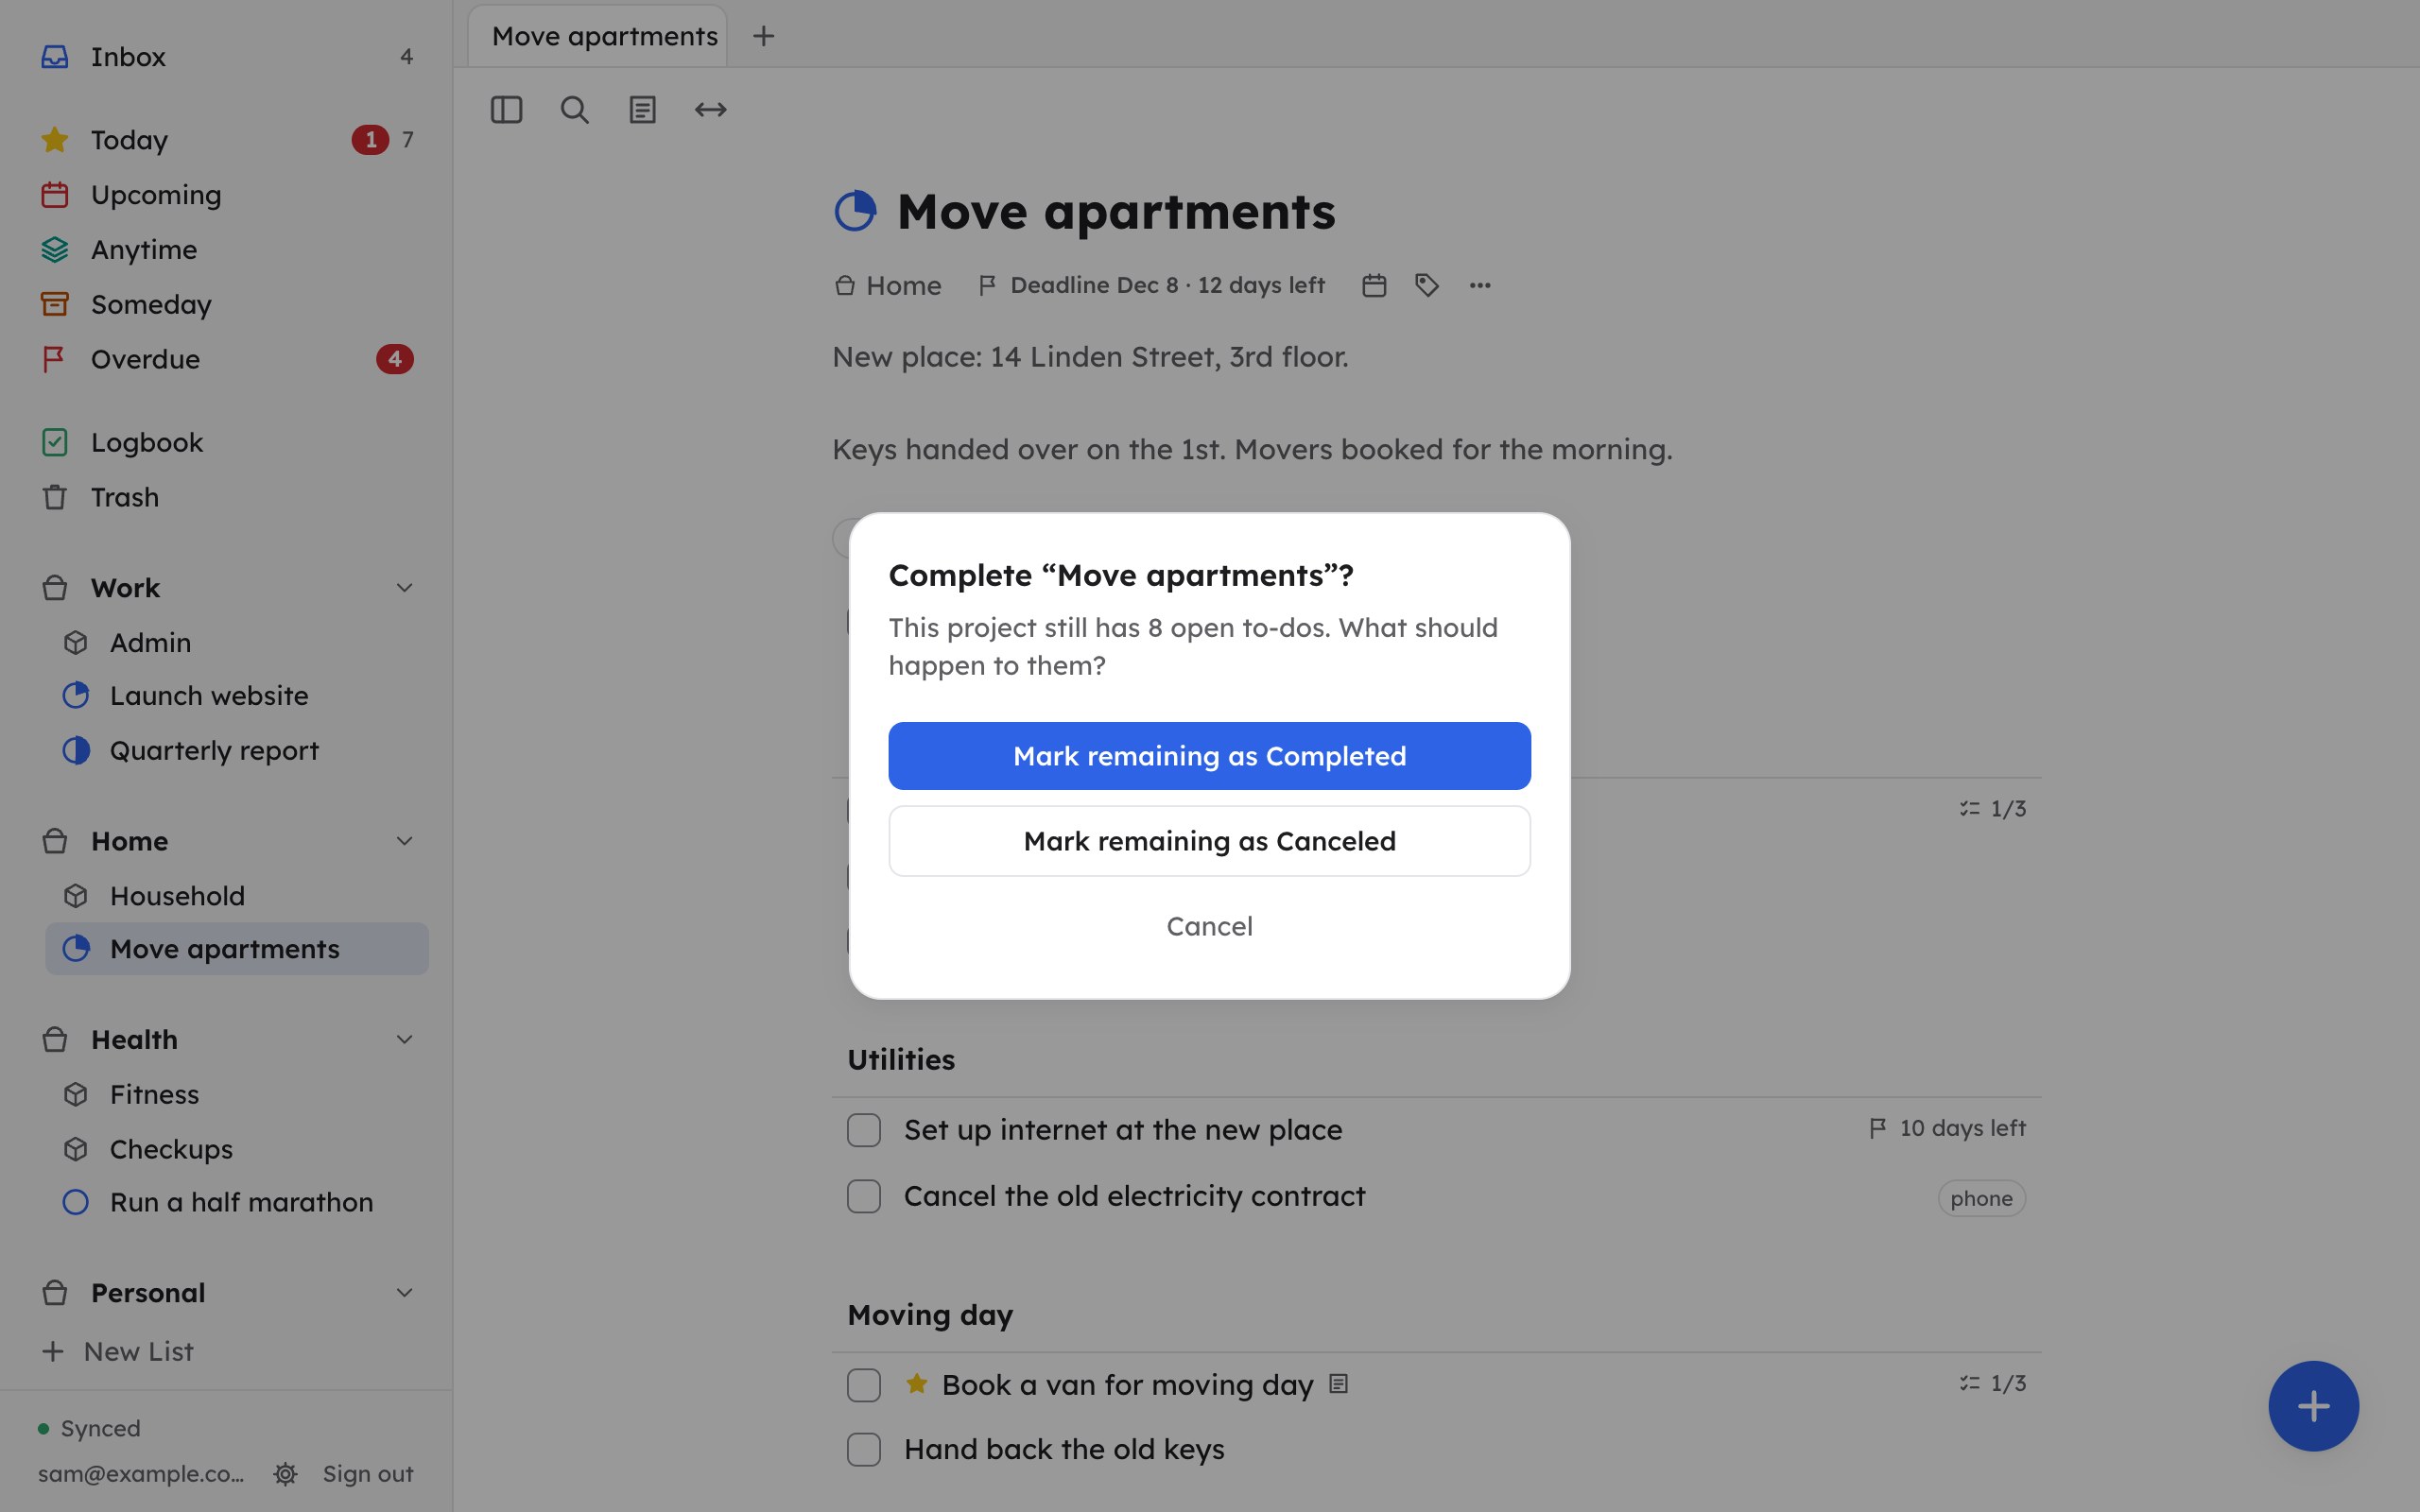 Inbox 4
Today 1 7
Upcoming
Anytime
Someday
Overdue 4
Logbook
Trash
Work
Admin
Launch website
Quarterly report
Home
Household
Move apartments
Health
Fitness
Checkups
Run a half marathon
Personal
New List
Synced
sam@example.co... Sign out
Move apartments
Move apartments
Home Deadline Dec 8 · 12 days left
New place: 14 Linden Street, 3rd floor.
Keys handed over on the 1st. Movers booked for the morning.
Complete “Move apartments”?
This project still has 8 open to-dos. What should
happen to them?
Mark remaining as Completed
Mark remaining as Canceled
Cancel
1/3
Utilities
Set up internet at the new place 10 days left
Cancel the old electricity contract phone
Moving day
Book a van for moving day 1/3
Hand back the old keys